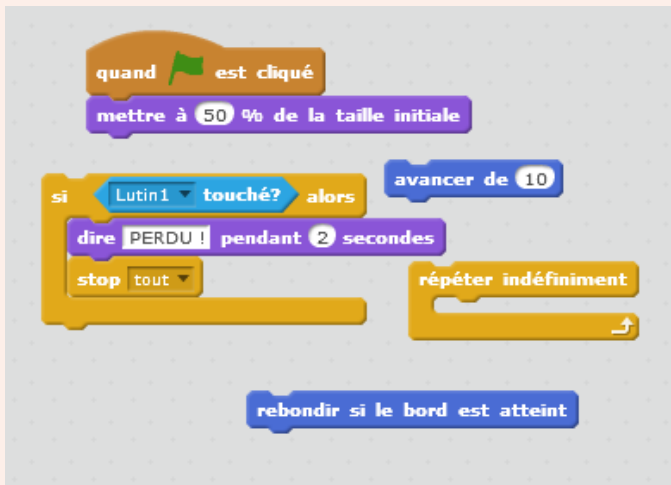 quand est cliqué
mettre à 50 % de la taille initiale
si Lutin1 touché? alors
avancer de 10
dire PERDU ! pendant 2 secondes
stop tout
répéter indéfiniment
rebondir si le bord est atteint